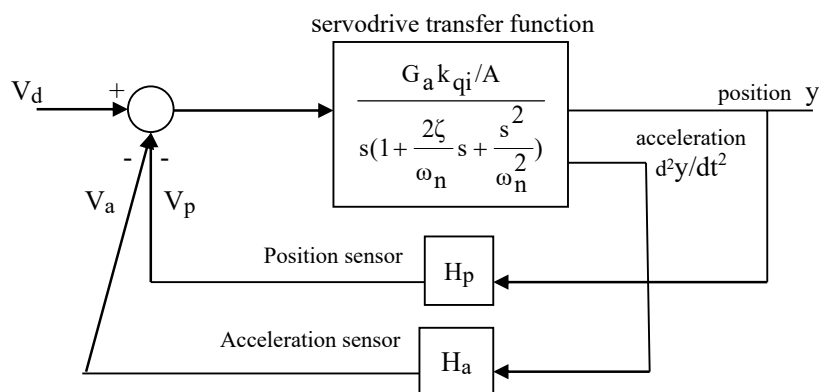 servodrive transfer function
V_d
+
G_a k_qi/A
s(1+ 2ζ/ω_n s+ s^2/ω_n^2)
position y
acceleration
d²y/dt²
- -
V_a
V_p
Position sensor
H_p
Acceleration sensor
H_a